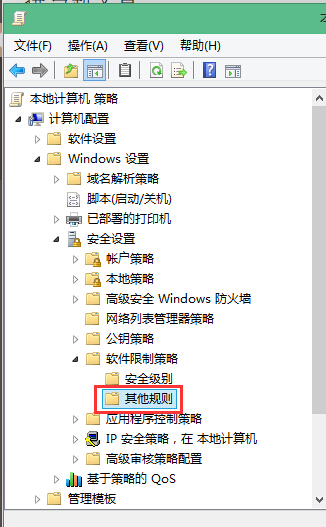 文件(F) 操作(A) 查看(V) 帮助(H)
本地计算机 策略
计算机配置
软件设置
Windows 设置
域名解析策略
脚本(启动/关机)
已部署的打印机
安全设置
帐户策略
本地策略
高级安全 Windows 防火墙
网络列表管理器策略
公钥策略
软件限制策略
安全级别
其他规则
应用程序控制策略
IP 安全策略，在 本地计算机
高级审核策略配置
基于策略的 QoS
管理模板